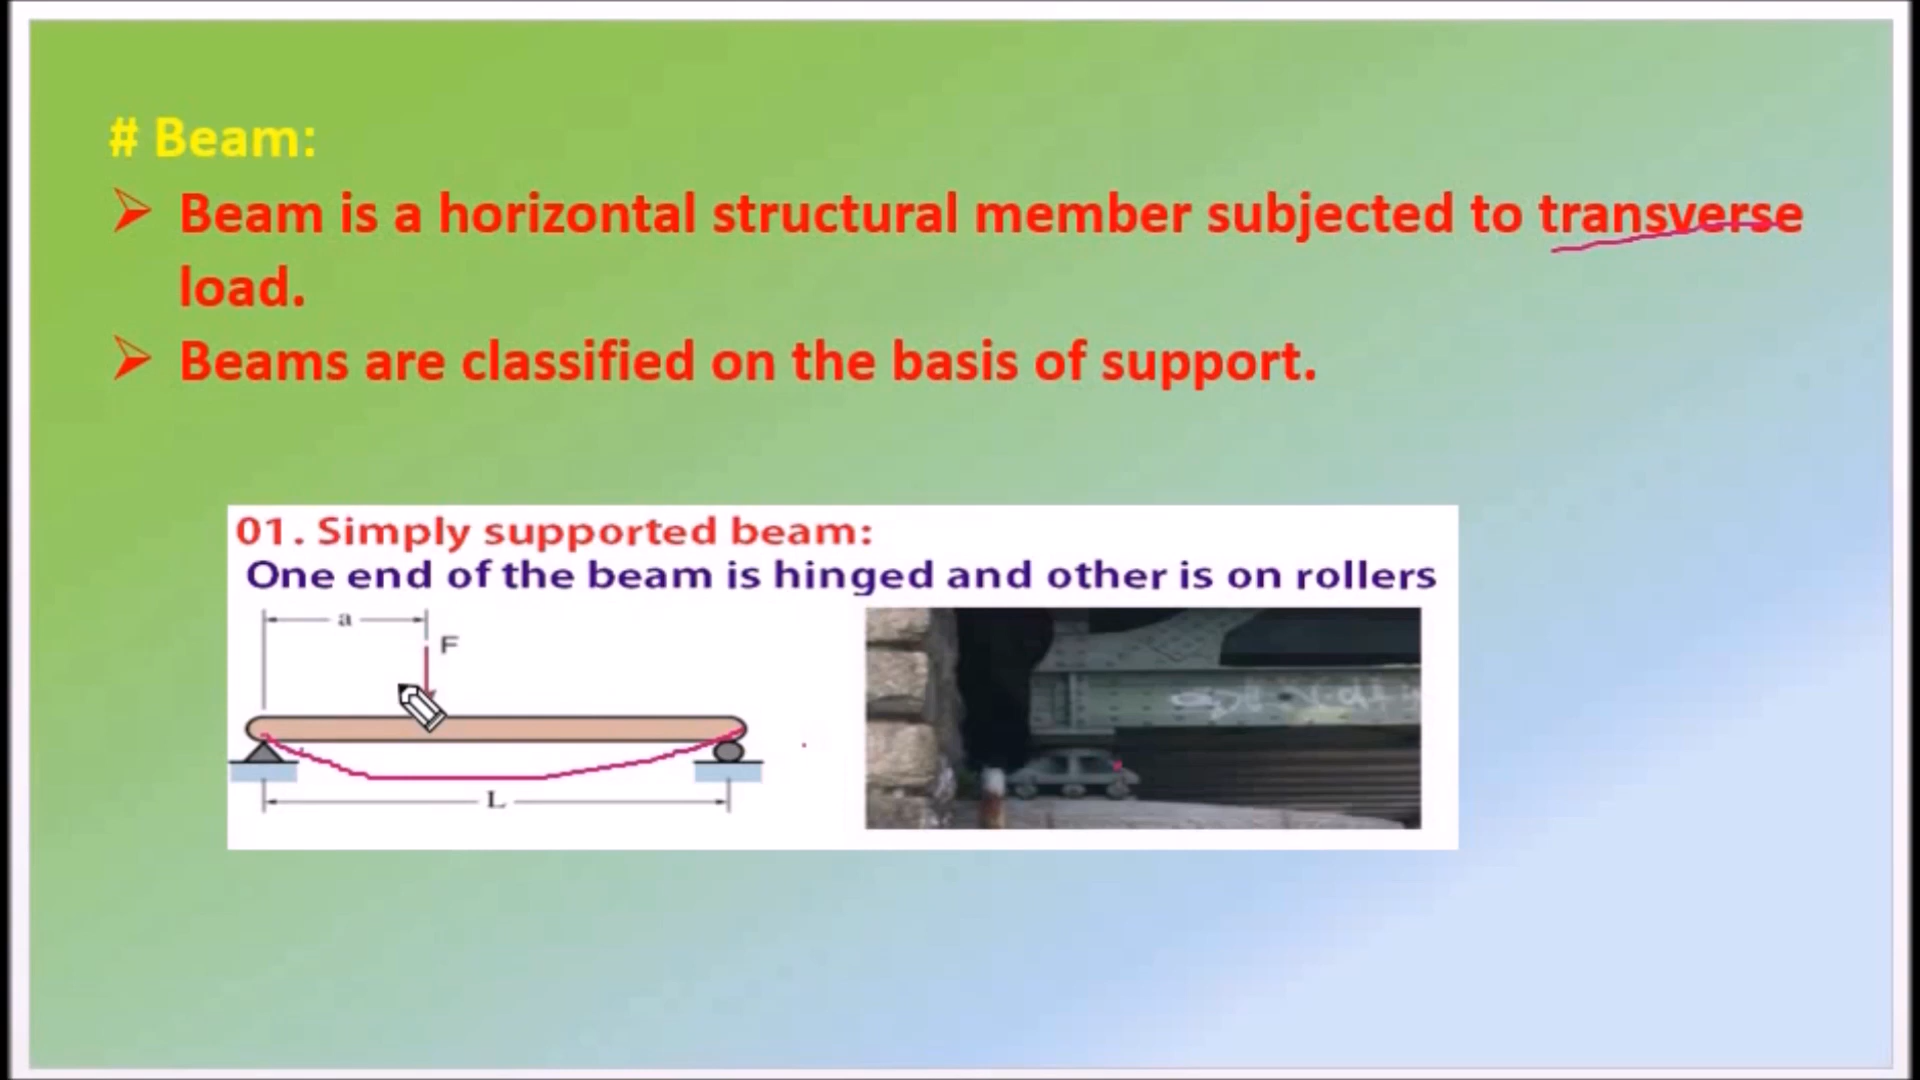 # Beam:
➢ Beam is a horizontal structural member subjected to transverse
load.
➢ Beams are classified on the basis of support.
01. Simply supported beam:
One end of the beam is hinged and other is on rollers
a
F
L